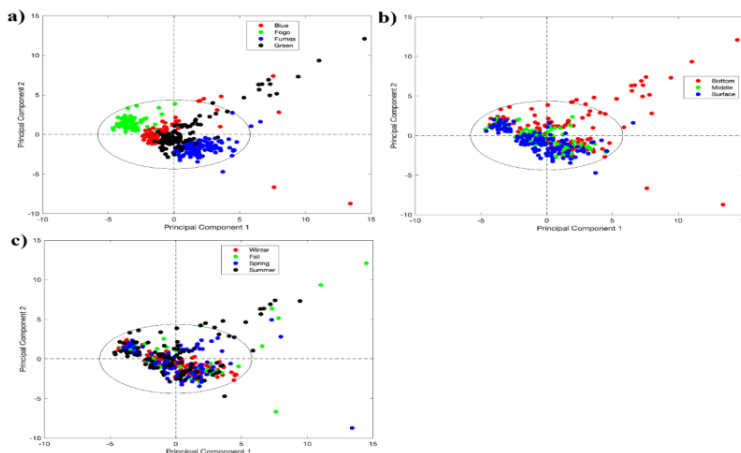 a)
Blue
Fogo
Furnas
Green
15
10
5
0
-5
-10
Principal Component 2
-10
-5
0
5
10
15
Principal Component 1
b)
Bottom
Middle
Surface
15
10
5
0
-5
-10
Principal Component 2
-10
-5
0
5
10
15
Principal Component 1
c)
Winter
Fall
Spring
Summer
15
10
5
0
-5
-10
Principal Component 2
-10
-5
0
5
10
15
Principal Component 1